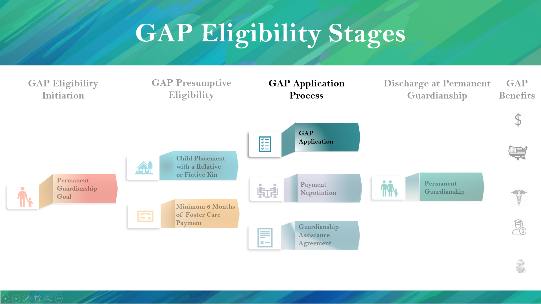 GAP Eligibility Stages
GAP Eligibility
Initiation
GAP Presumptive
Eligibility
GAP Application
Process
Discharge at Permanent
Guardianship
GAP
Benefits
Permanent
Guardianship
Goal
Child Placement
with a Relative
or Fictive Kin
Minimum 6 Months
of Foster Care
Payment
GAP
Application
Payment
Negotiation
Guardianship
Assistance
Agreement
Permanent
Guardianship
$